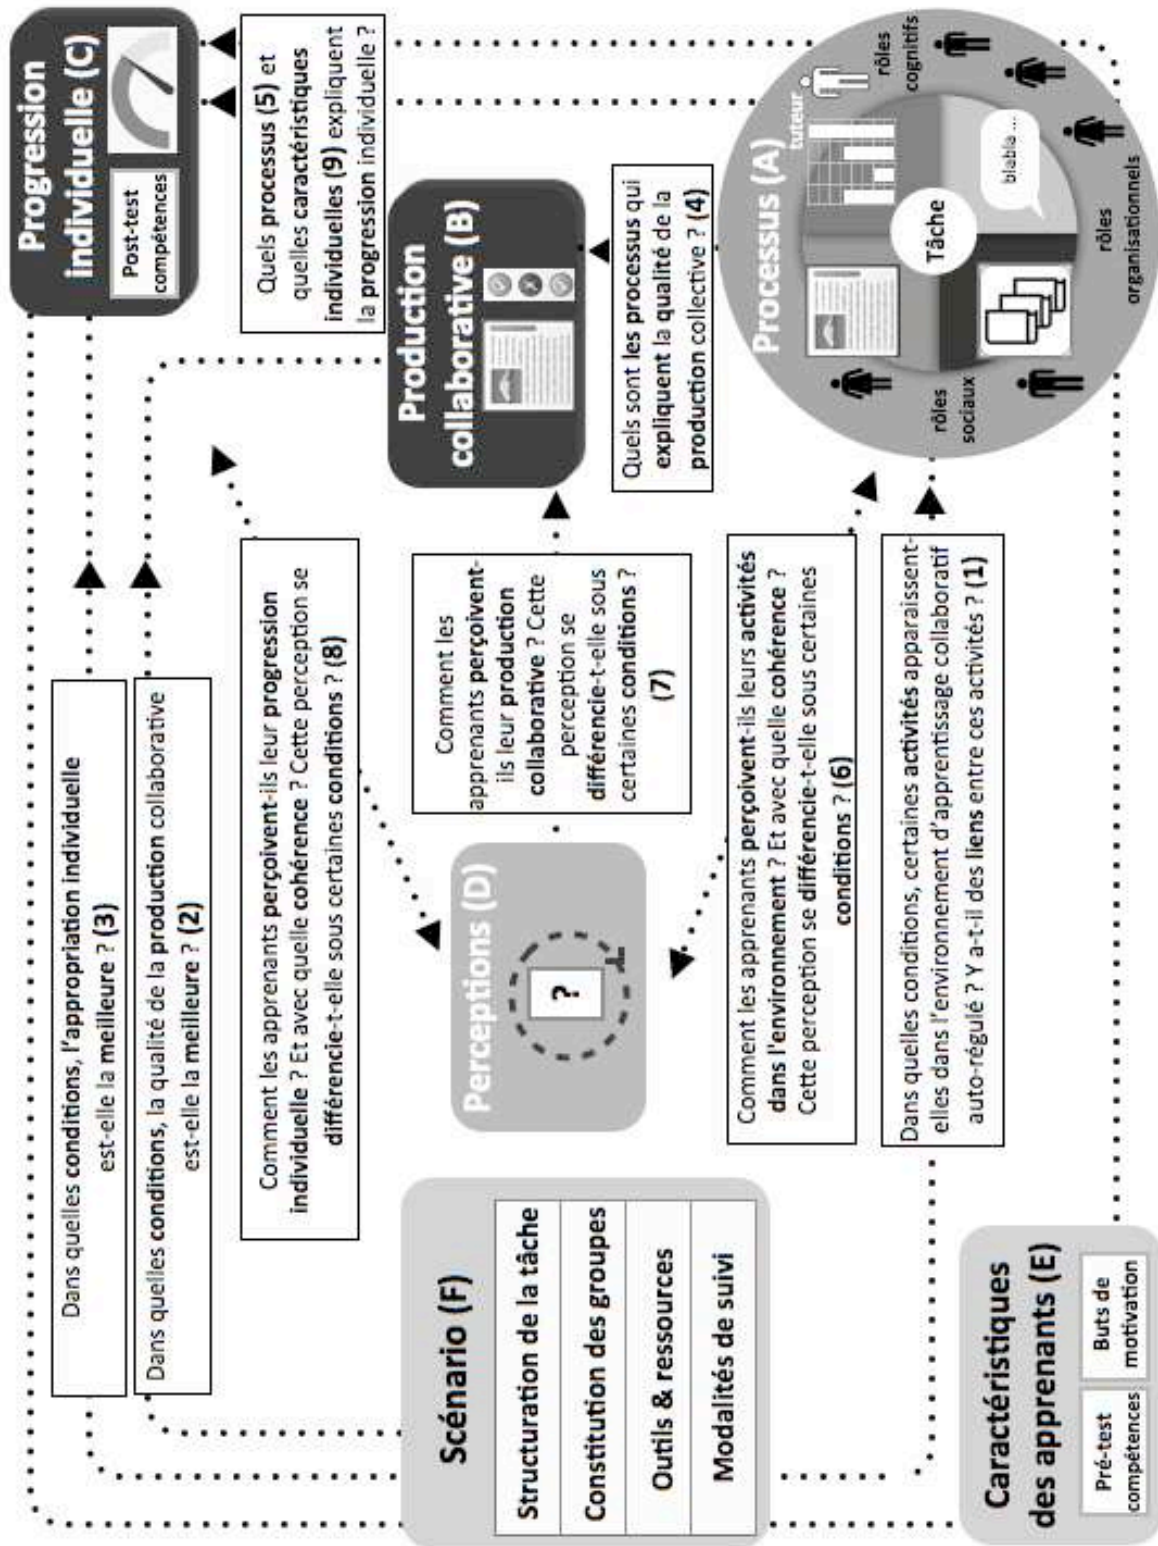 Dans quelles conditions, l'appropriation individuelle
est-elle la meilleure ? (3)
Dans quelles conditions, la qualité de la production collaborative
est-elle la meilleure ? (2)
Progression
individuelle (C)
Post-test
compétences
Comment les apprenants perçoivent-ils leur progression
individuelle ? Et avec quelle cohérence ? Cette perception se
différencie-t-elle sous certaines conditions ? (8)
Quels processus (5) et
quelles caractéristiques
individuelles (9) expliquent
la progression individuelle ?
Scénario (F)
Structuration de la tâche
Constitution des groupes
Outils & ressources
Modalités de suivi
Perceptions (D)
?
Comment les
apprenants perçoivent-
ils leur production
collaborative ? Cette
perception se
différencie-t-elle sous
certaines conditions ?
(7)
Production
collaborative (B)
Quels sont les processus qui
expliquent la qualité de la
production collective ? (4)
Comment les apprenants perçoivent-ils leurs activités
dans l'environnement ? Et avec quelle cohérence ?
Cette perception se différencie-t-elle sous certaines
conditions ? (6)
Dans quelles conditions, certaines activités apparaissent-
elles dans l'environnement d'apprentissage collaboratif
auto-régulé ? Y a-t-il des liens entre ces activités ? (1)
Processus (A)
tuteur
Tâche
blabla ...
rôles
cognitifs
rôles
sociaux
rôles
organisationnels
Caractéristiques
des apprenants (E)
Pré-test
compétences
Buts de
motivation